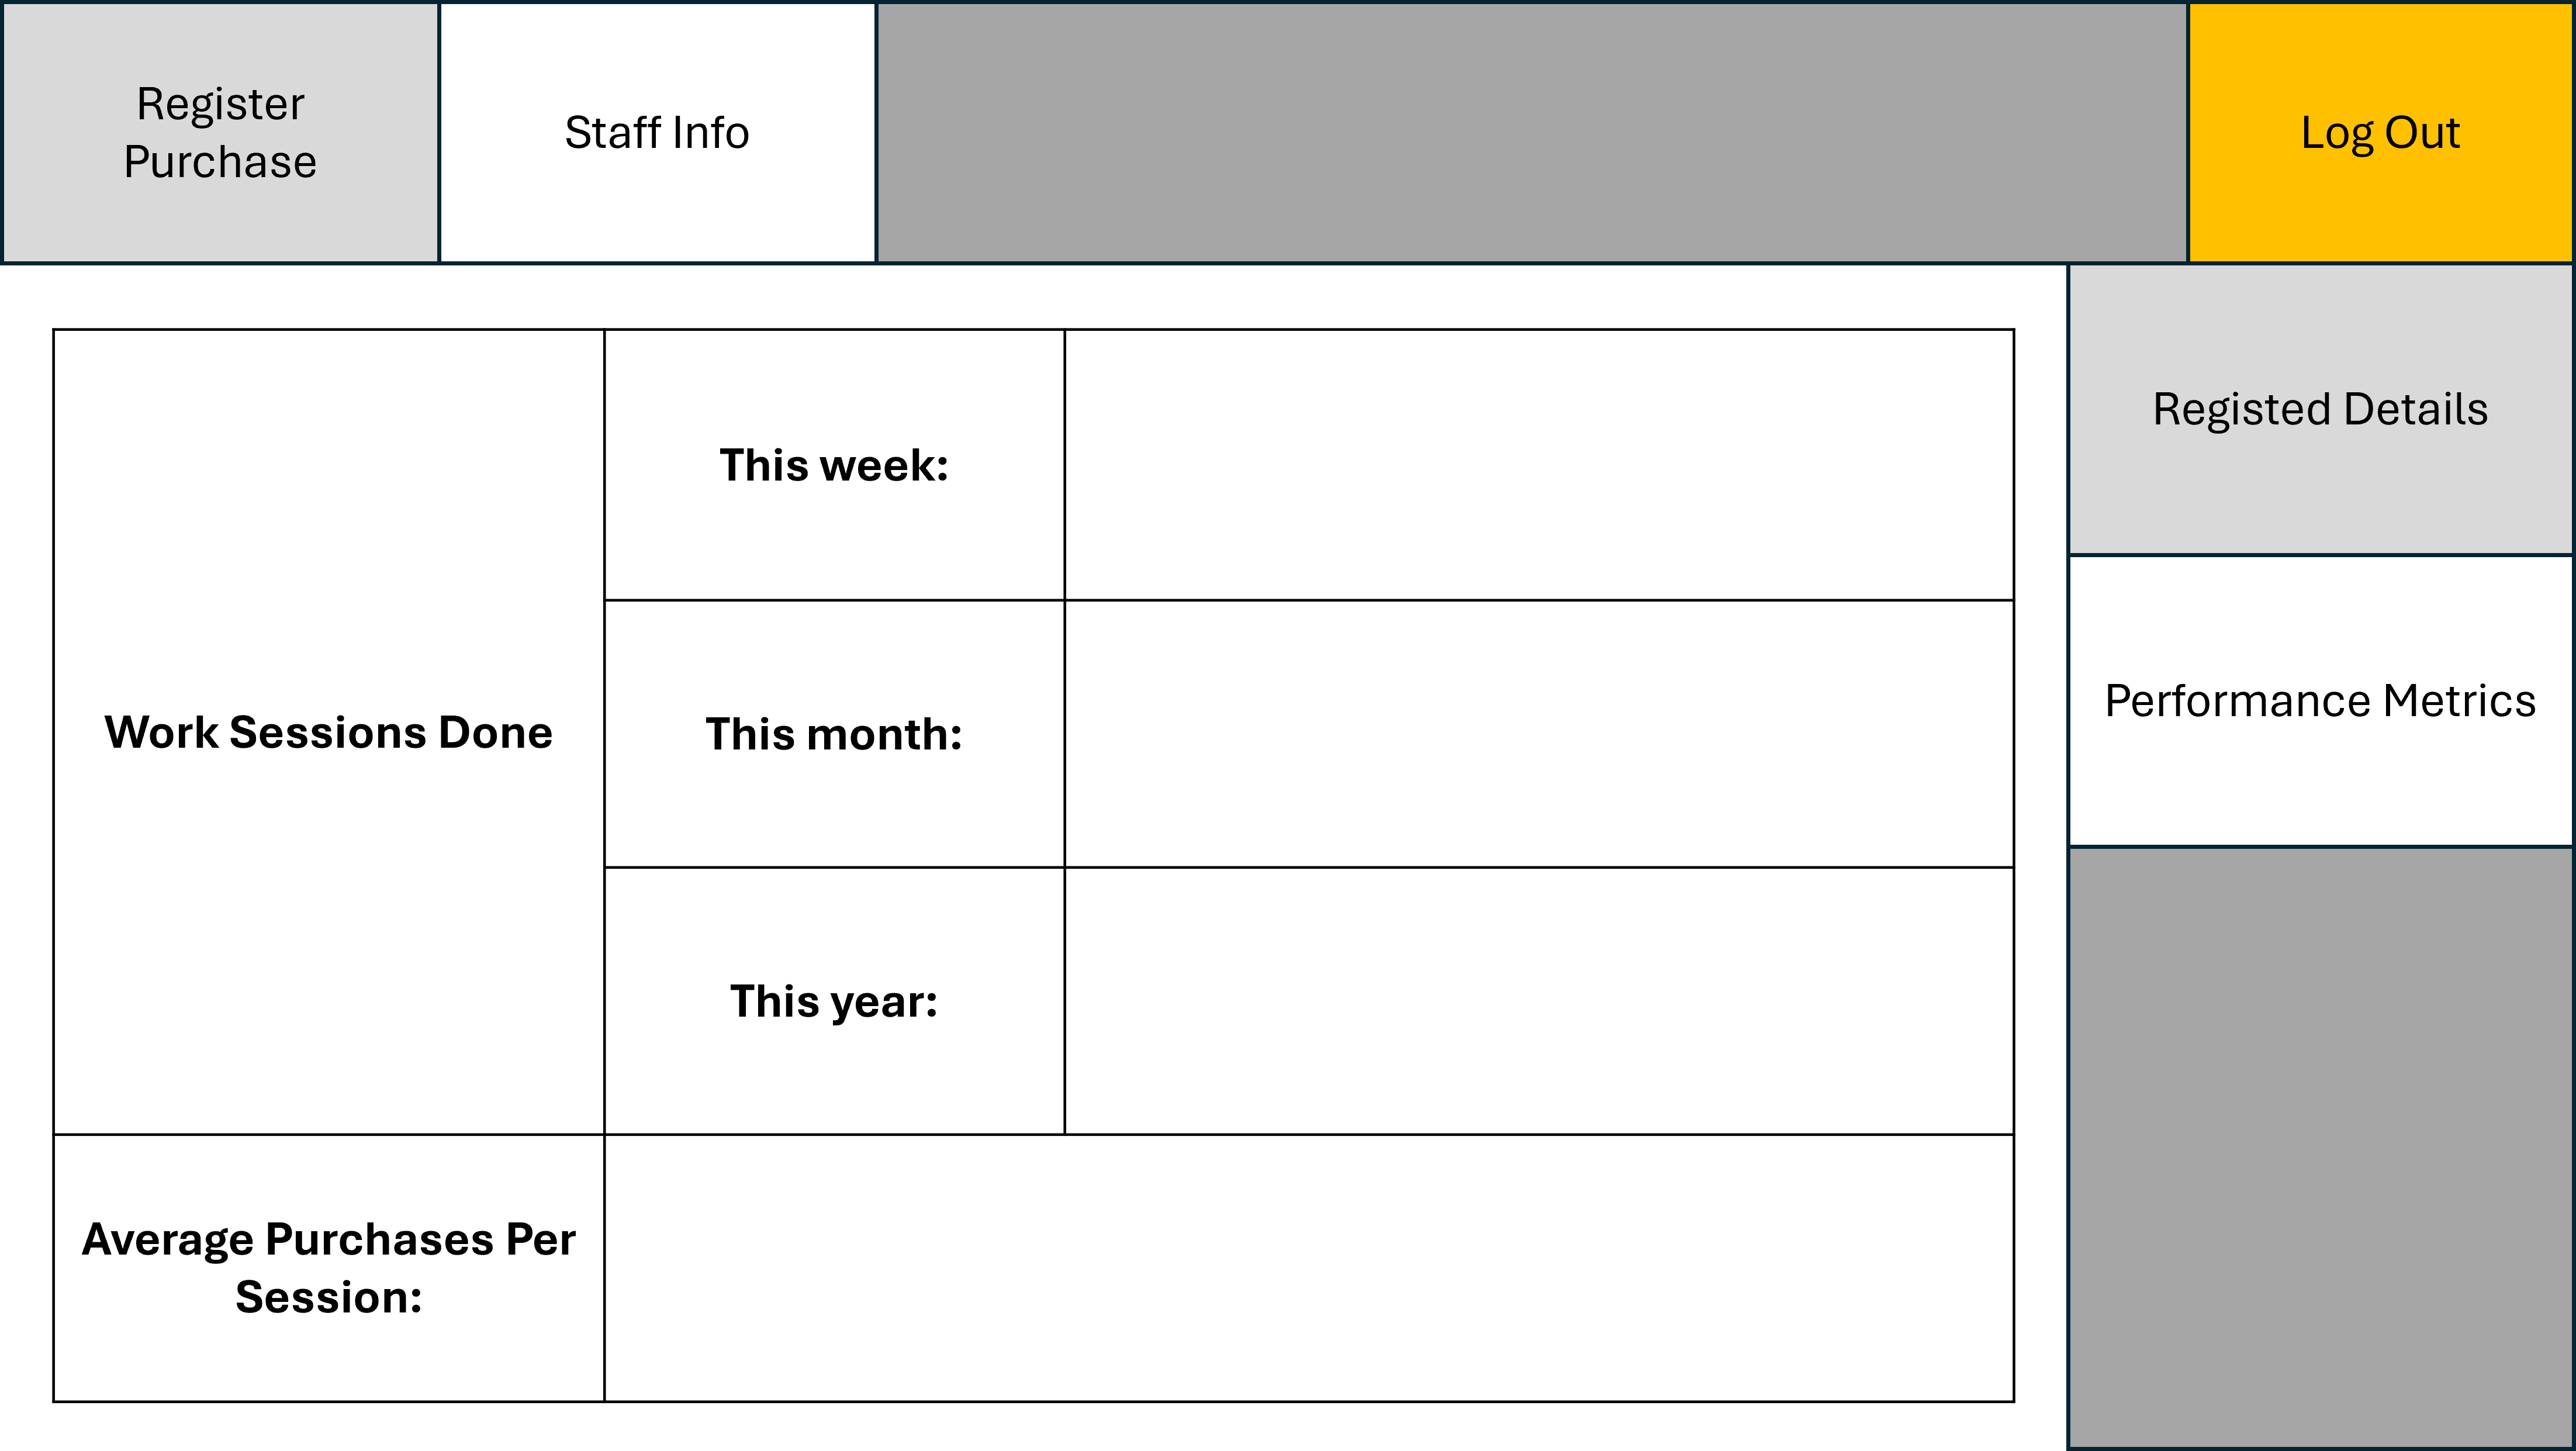 Register
Purchase
Staff Info
Log Out
Registed Details
Performance Metrics
Work Sessions Done
This week:
This month:
This year:
Average Purchases Per
Session: